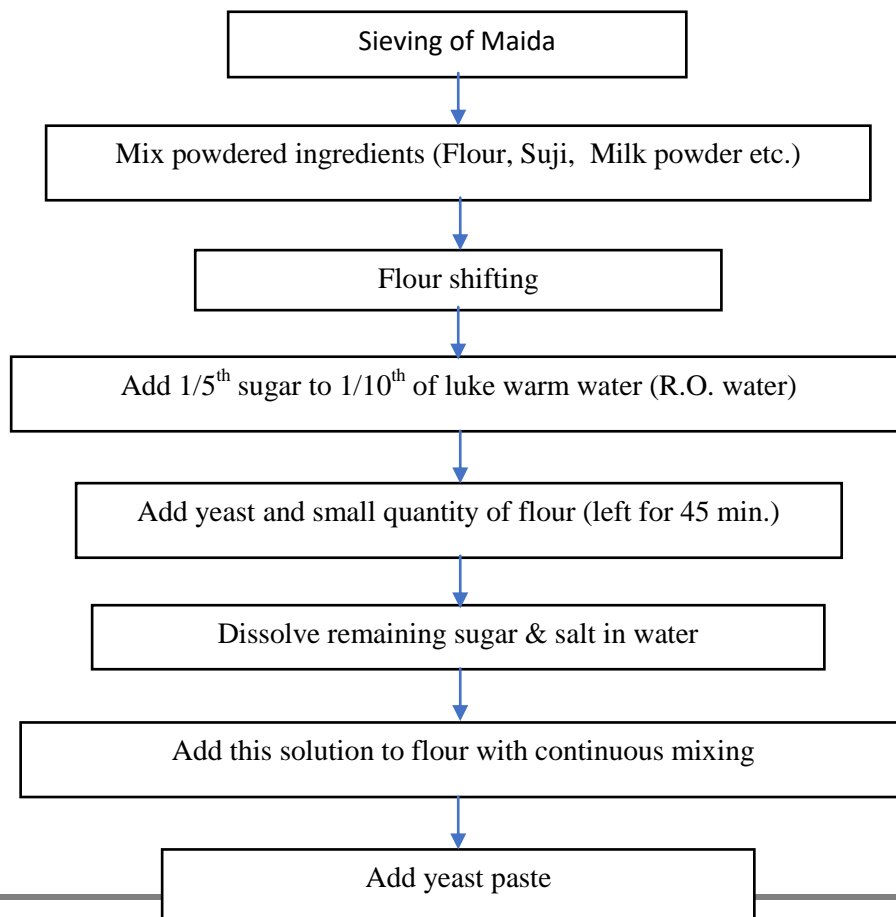 Sieving of Maida
Mix powdered ingredients (Flour, Suji, Milk powder etc.)
Flour shifting
Add 1/5th sugar to 1/10th of luke warm water (R.O. water)
Add yeast and small quantity of flour (left for 45 min.)
Dissolve remaining sugar & salt in water
Add this solution to flour with continuous mixing
Add yeast paste